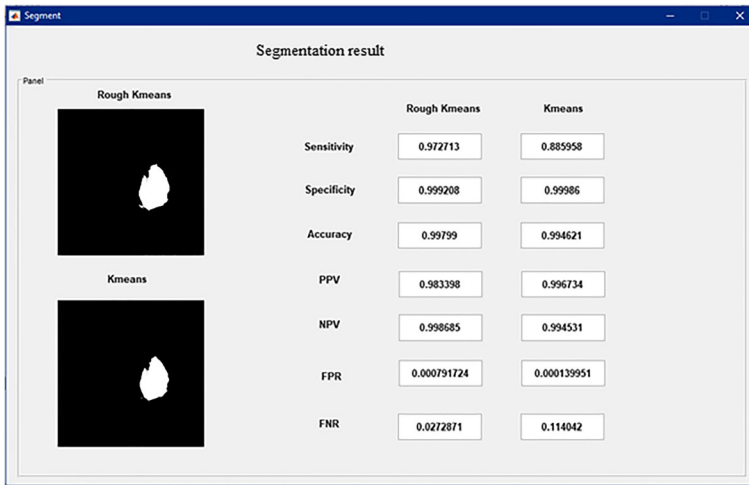 Segment
Segmentation result
Panel
Rough Kmeans
Kmeans
Rough Kmeans Kmeans
Sensitivity 0.972713 0.885958
Specificity 0.999208 0.99986
Accuracy 0.99799 0.994621
PPV 0.983398 0.996734
NPV 0.998685 0.994531
FPR 0.000791724 0.000139951
FNR 0.0272871 0.114042